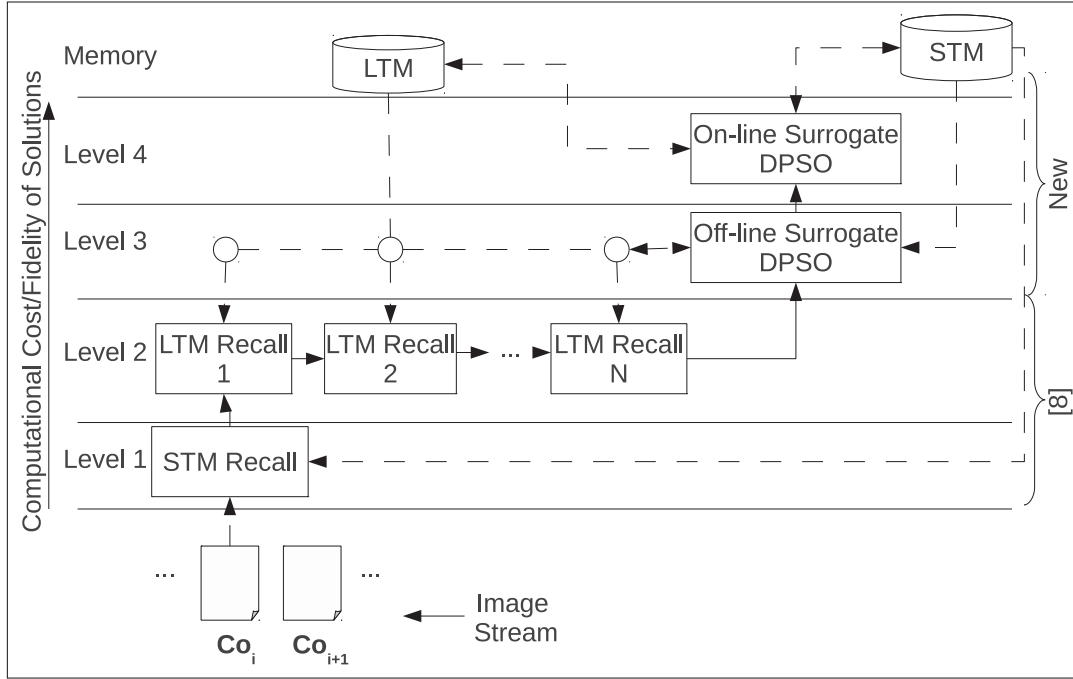 Computational Cost/Fidelity of Solutions
Memory
LTM
STM
Level 4
On-line Surrogate
DPSO
New
Level 3
Off-line Surrogate
DPSO
Level 2
LTM Recall
1
LTM Recall
2
...
LTM Recall
N
[8]
Level 1
STM Recall
...
...
Image
Stream
Co i
Co i+1